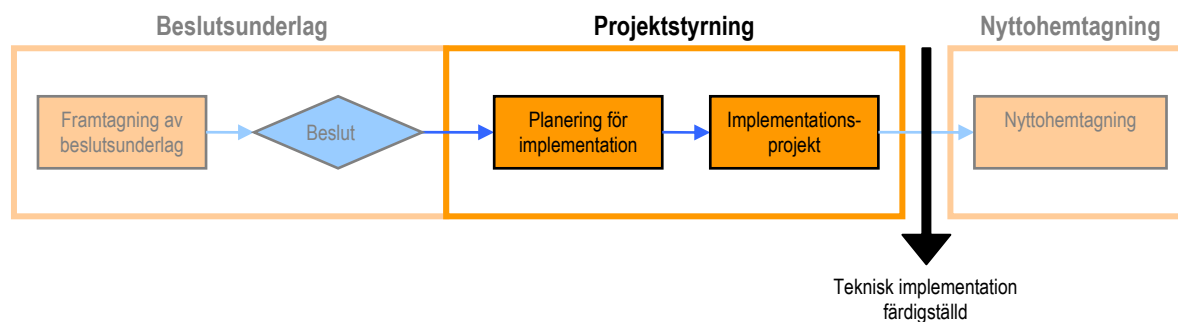 Beslutsunderlag
Projektstyrning
Nyttohemtagning
Framtagning av
beslutsunderlag
Beslut
Planering för
implementation
Implementations-
projekt
Nyttohemtagning
Teknisk implementation
färdigställd